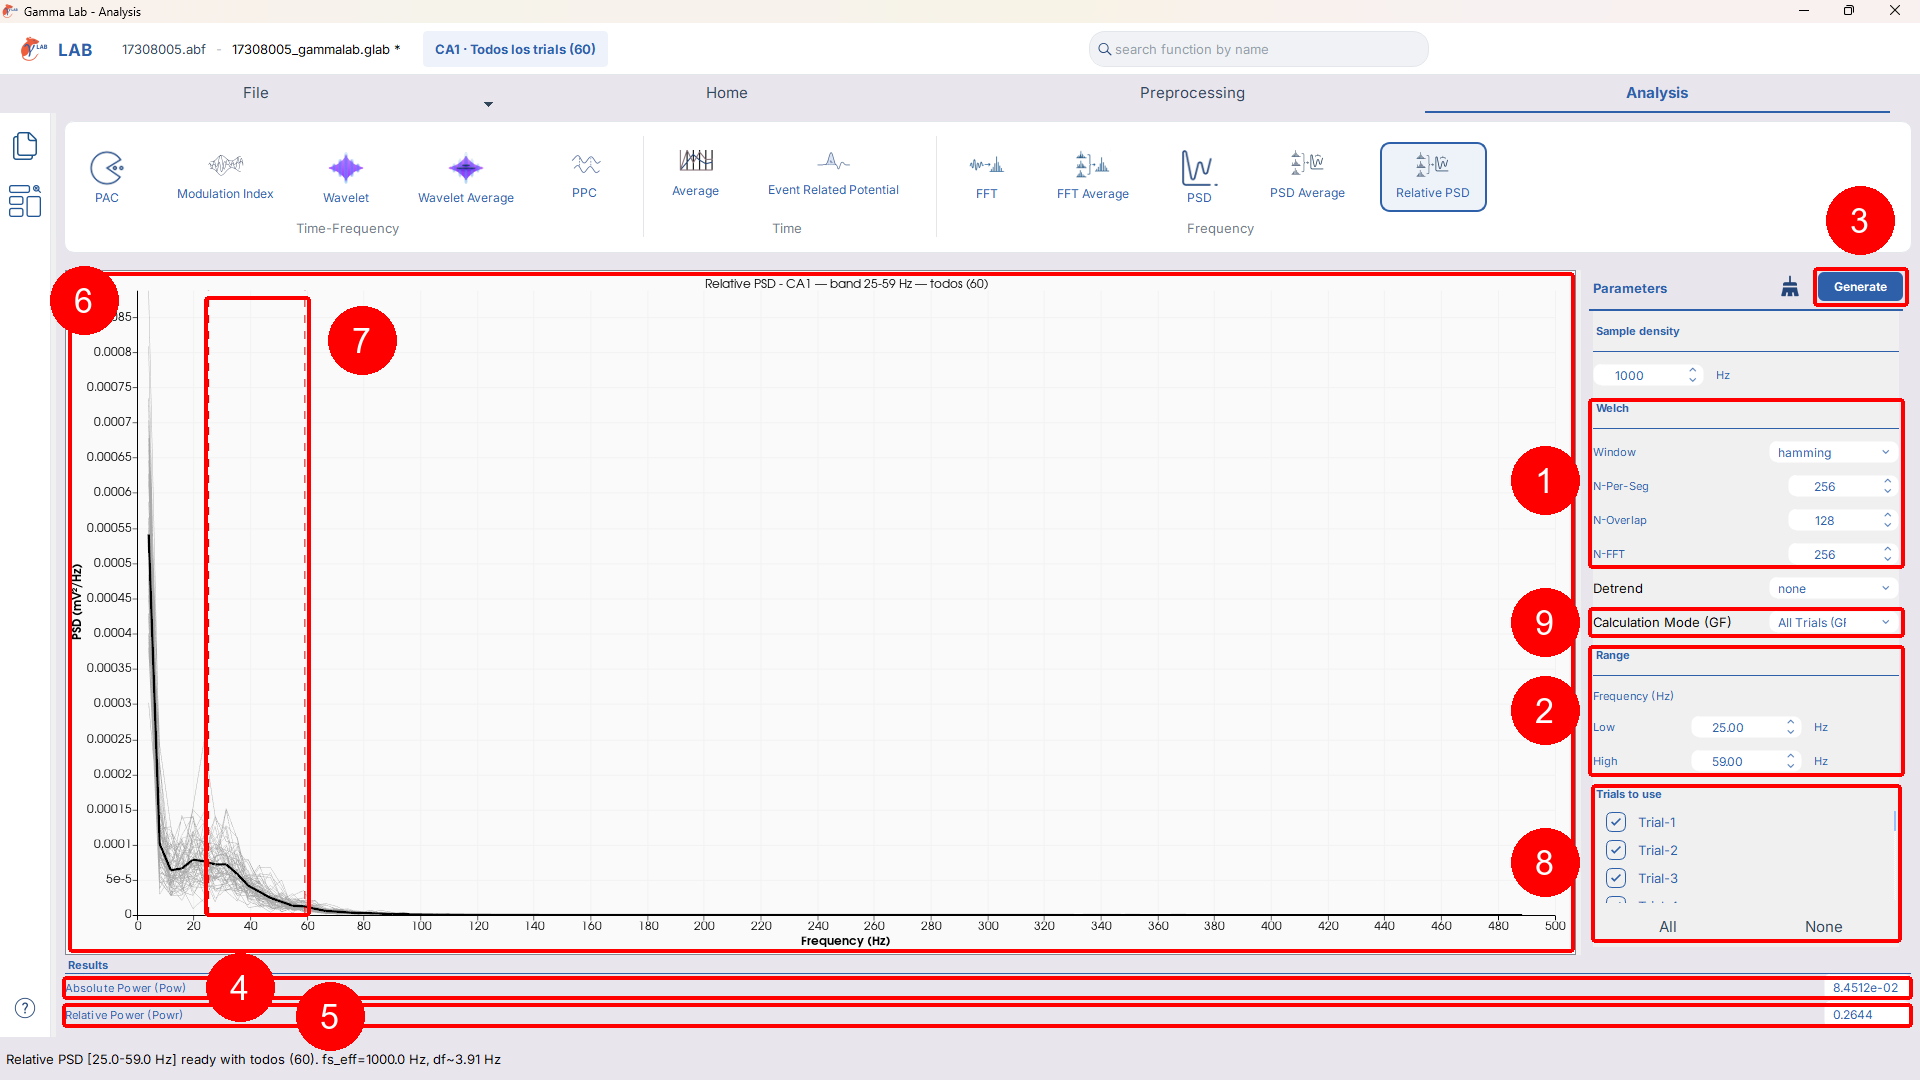 Gamma Lab - Analysis
LAB
17308005.abf - 17308005_gammalab.glab *
CA1 · Todos los trials (60)
search function by name
File
Home
Preprocessing
Analysis
PAC
Modulation Index
Wavelet
Wavelet Average
PPC
Average
Event Related Potential
FFT
FFT Average
PSD
PSD Average
Relative PSD
Time-Frequency
Time
Frequency
3
Relative PSD - CA1 — band 25-59 Hz — todos (60)
6
7
85
0.0008
0.00075
0.0007
0.00065
0.0006
0.00055
0.0005
0.00045
0.0004
0.00035
0.0003
0.00025
0.0002
0.00015
0.0001
5e-5
0
PSD (mV²/Hz)
0 20 40 60 80 100 120 140 160 180 200 220 240 260 280 300 320 340 360 380 400 420 440 460 480 500
Frequency (Hz)
Parameters
Generate
Sample density
1000 Hz
Welch
Window hamming
1
N-Per-Seg 256
N-Overlap 128
N-FFT 256
Detrend none
9
Calculation Mode (GF) All Trials (GF
Range
Frequency (Hz)
2
Low 25.00 Hz
High 59.00 Hz
Trials to use
Trial-1
Trial-2
8
Trial-3
All None
Results
Absolute Power (Pow) 4 8.4512e-02
Relative Power (Powr) 5 0.2644
Relative PSD [25.0-59.0 Hz] ready with todos (60). fs_eff=1000.0 Hz, df~3.91 Hz